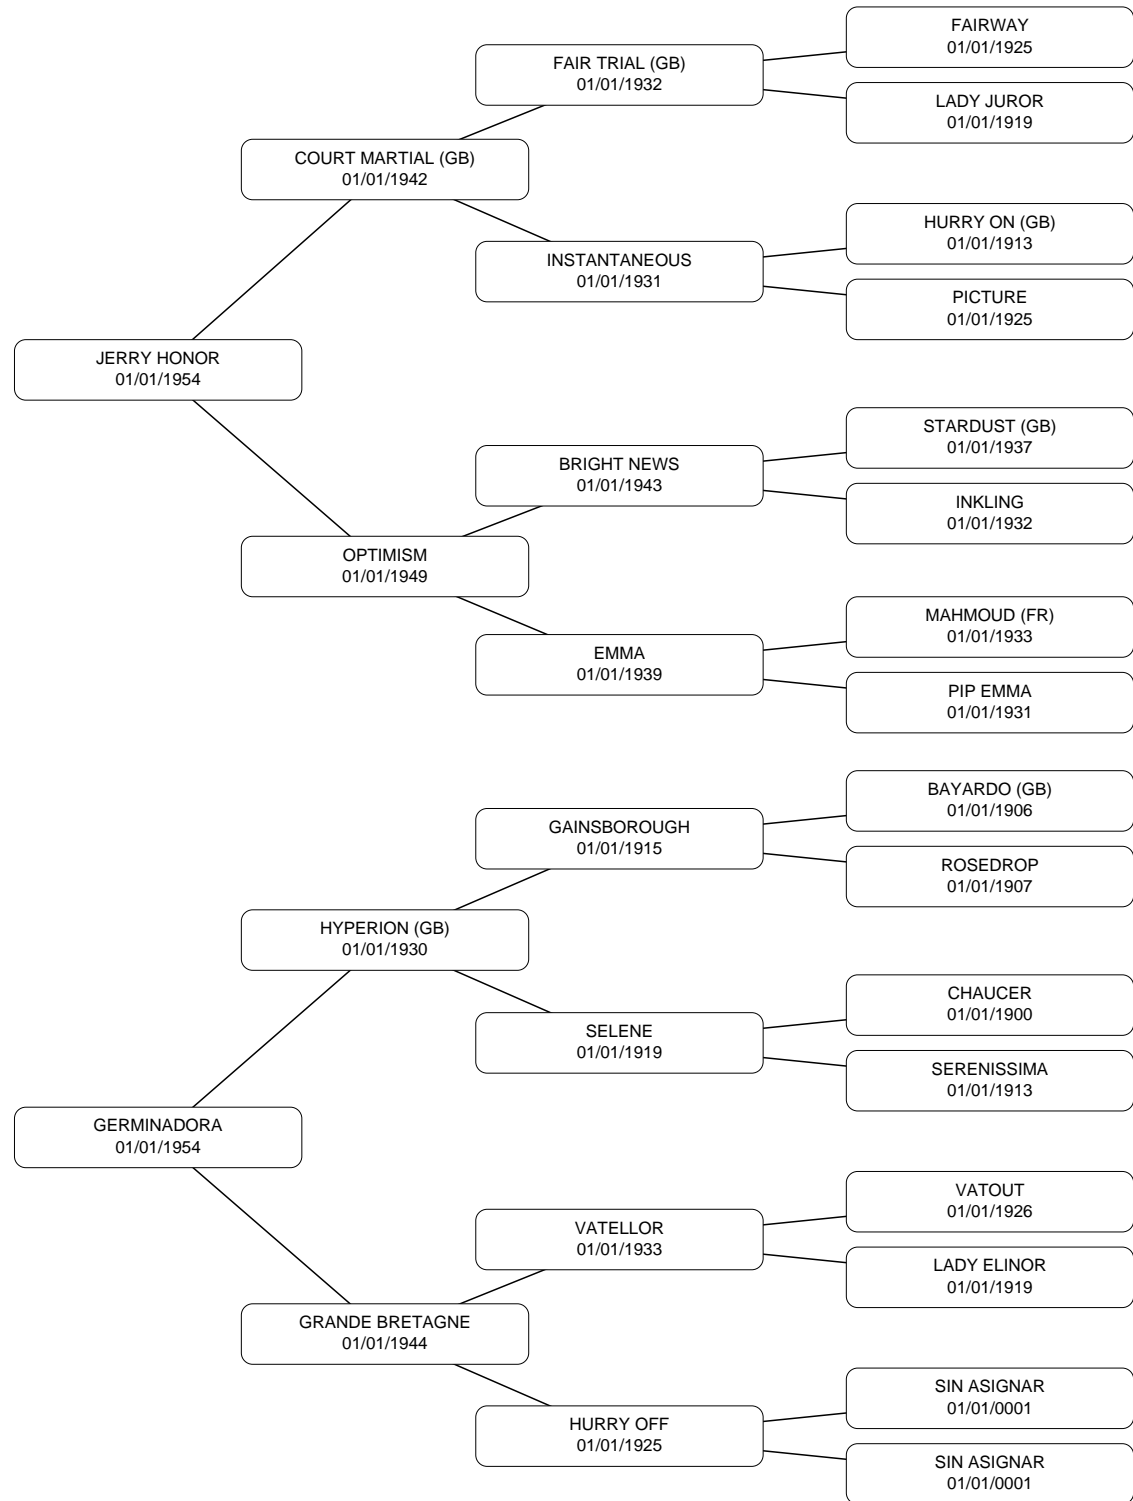 FAIRWAY
01/01/1925
FAIR TRIAL (GB)
01/01/1932
LADY JUROR
01/01/1919
COURT MARTIAL (GB)
01/01/1942
HURRY ON (GB)
01/01/1913
INSTANTANEOUS
01/01/1931
PICTURE
01/01/1925
JERRY HONOR
01/01/1954
STARDUST (GB)
01/01/1937
BRIGHT NEWS
01/01/1943
INKLING
01/01/1932
OPTIMISM
01/01/1949
MAHMOUD (FR)
01/01/1933
EMMA
01/01/1939
PIP EMMA
01/01/1931
BAYARDO (GB)
01/01/1906
GAINSBOROUGH
01/01/1915
ROSEDROP
01/01/1907
HYPERION (GB)
01/01/1930
CHAUCER
01/01/1900
SELENE
01/01/1919
SERENISSIMA
01/01/1913
GERMINADORA
01/01/1954
VATOUT
01/01/1926
VATELLOR
01/01/1933
LADY ELINOR
01/01/1919
GRANDE BRETAGNE
01/01/1944
SIN ASIGNAR
01/01/0001
HURRY OFF
01/01/1925
SIN ASIGNAR
01/01/0001